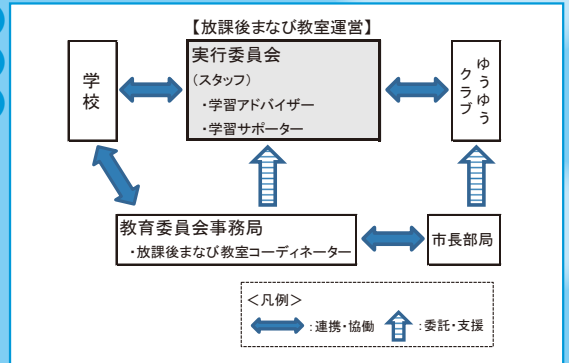 【放課後まなび教室運営】
学校
実行委員会
(スタッフ)
・学習アドバイザー
・学習サポーター
ゆうゆう
クラブ
教育委員会事務局
・放課後まなび教室コーディネーター
市長部局
＜凡例＞
：連携・協働
：委託・支援